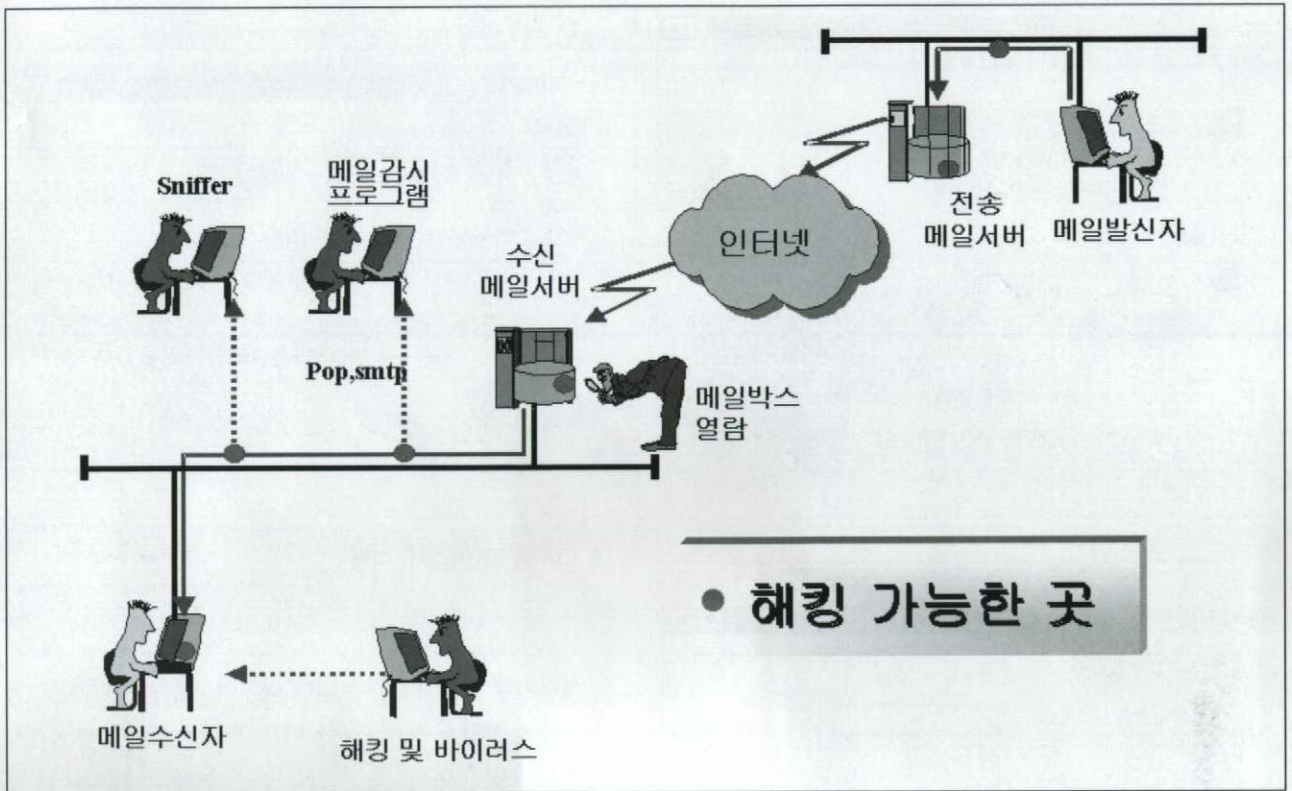 Sniffer
메일감시
프로그램
수신
메일서버
인터넷
전송
메일서버
메일발신자
Pop,smtp
메일박스
열람
해킹 가능한 곳
메일수신자
해킹 및 바이러스